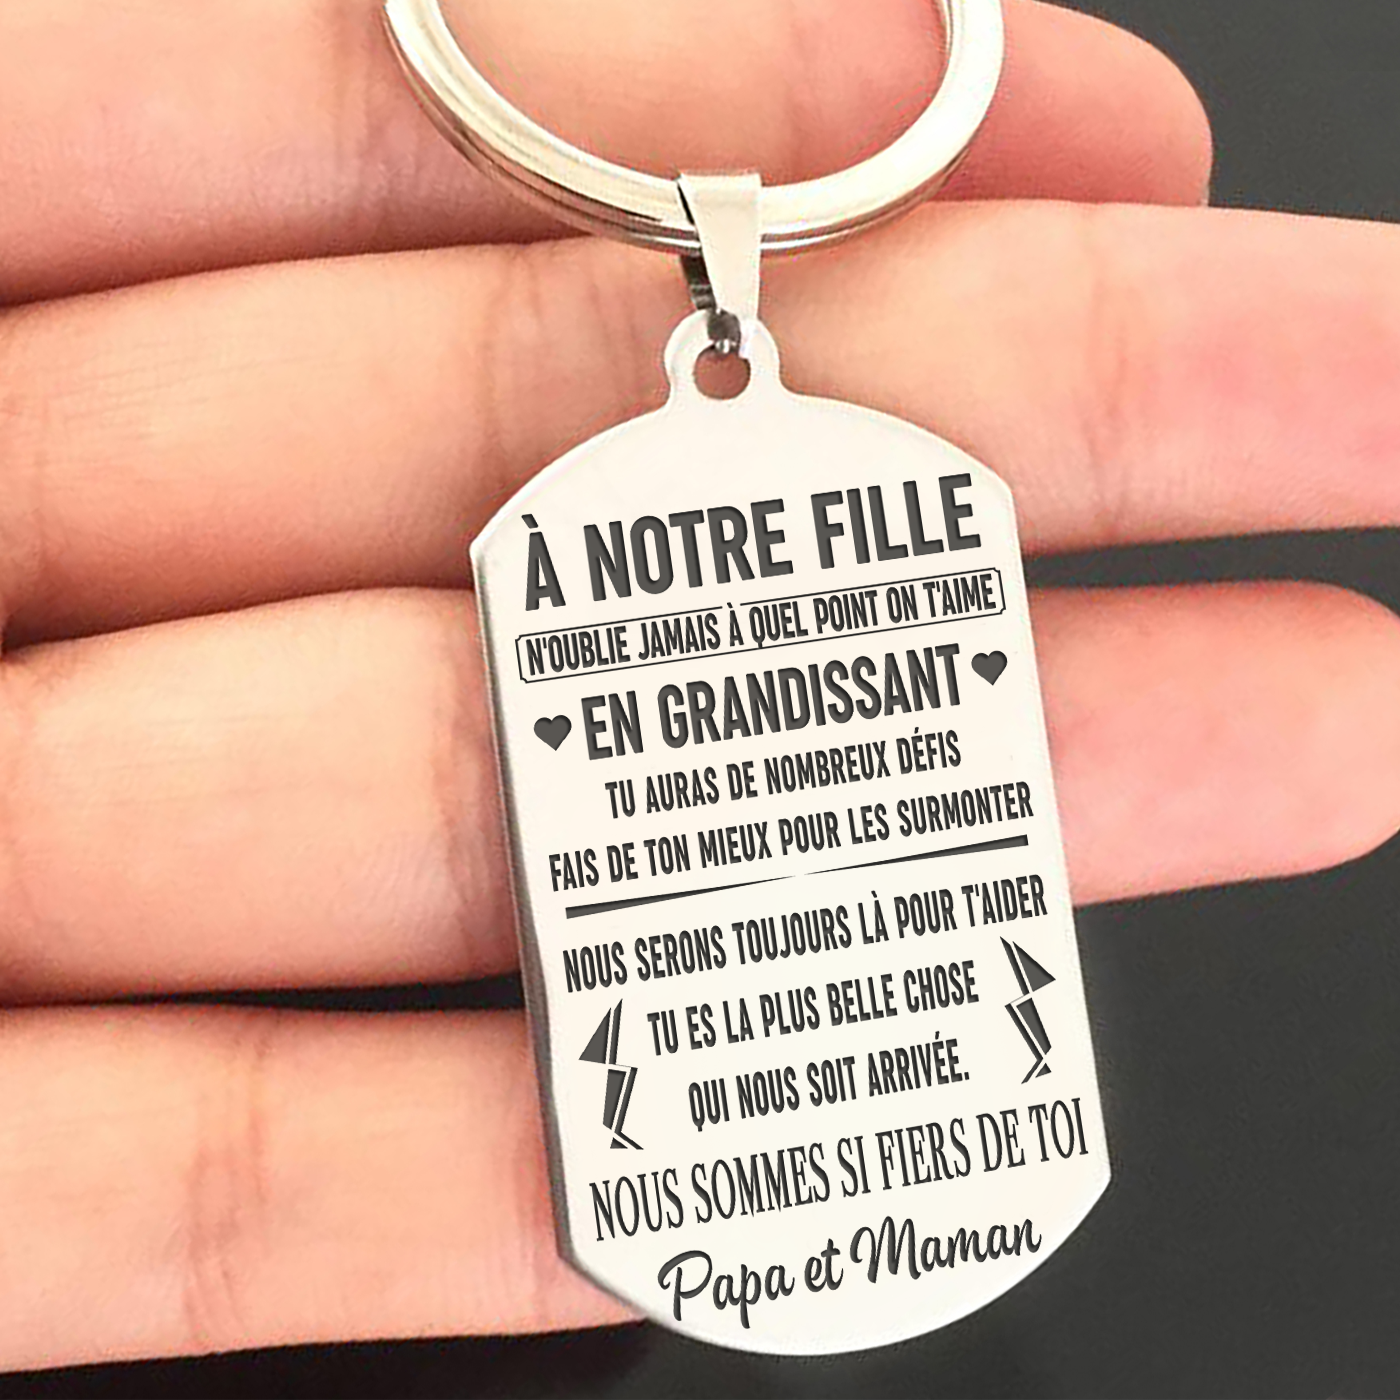 À NOTRE FILLE
N'OUBLIE JAMAIS À QUEL POINT ON T'AIME
EN GRANDISSANT
TU AURAS DE NOMBREUX DÉFIS
FAIS DE TON MIEUX POUR LES SURMONTER
NOUS SERONS TOUJOURS LÀ POUR T'AIDER
TU ES LA PLUS BELLE CHOSE
QUI NOUS SOIT ARRIVÉE.
NOUS SOMMES SI FIERS DE TOI
Papa et Maman